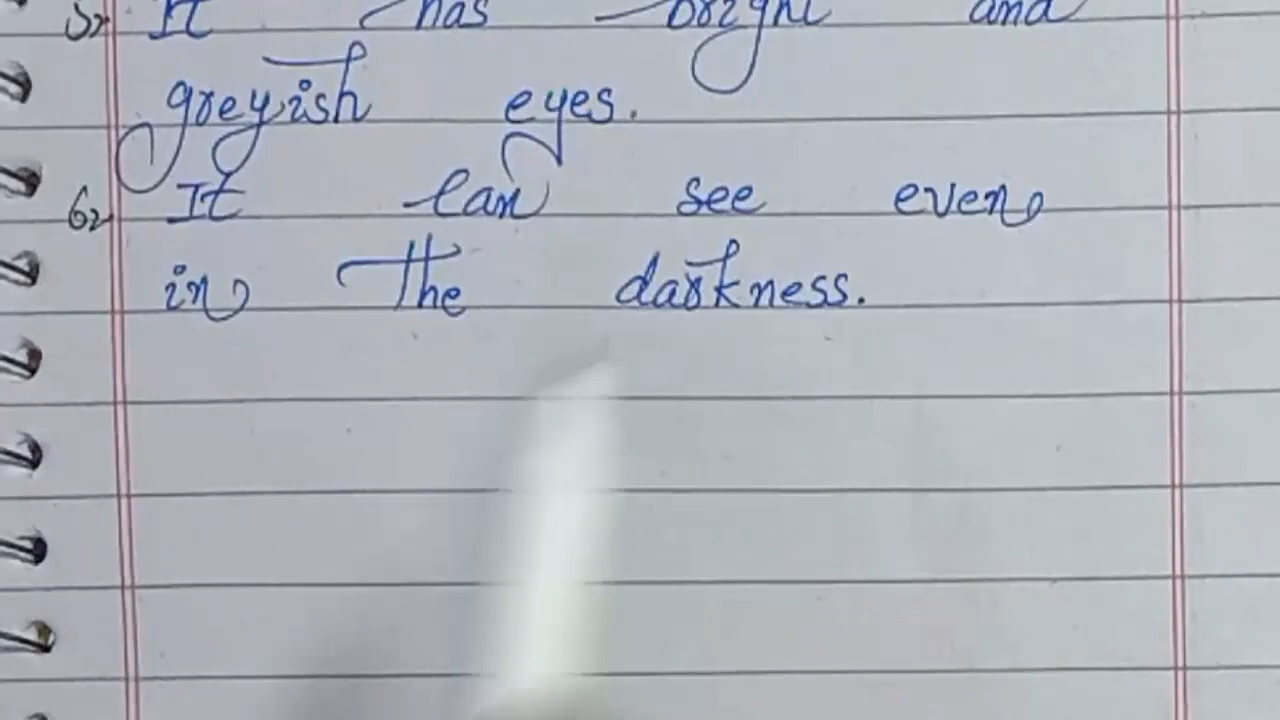 5) It has bright and
greyish eyes.
6) It can see even
in the darkness.